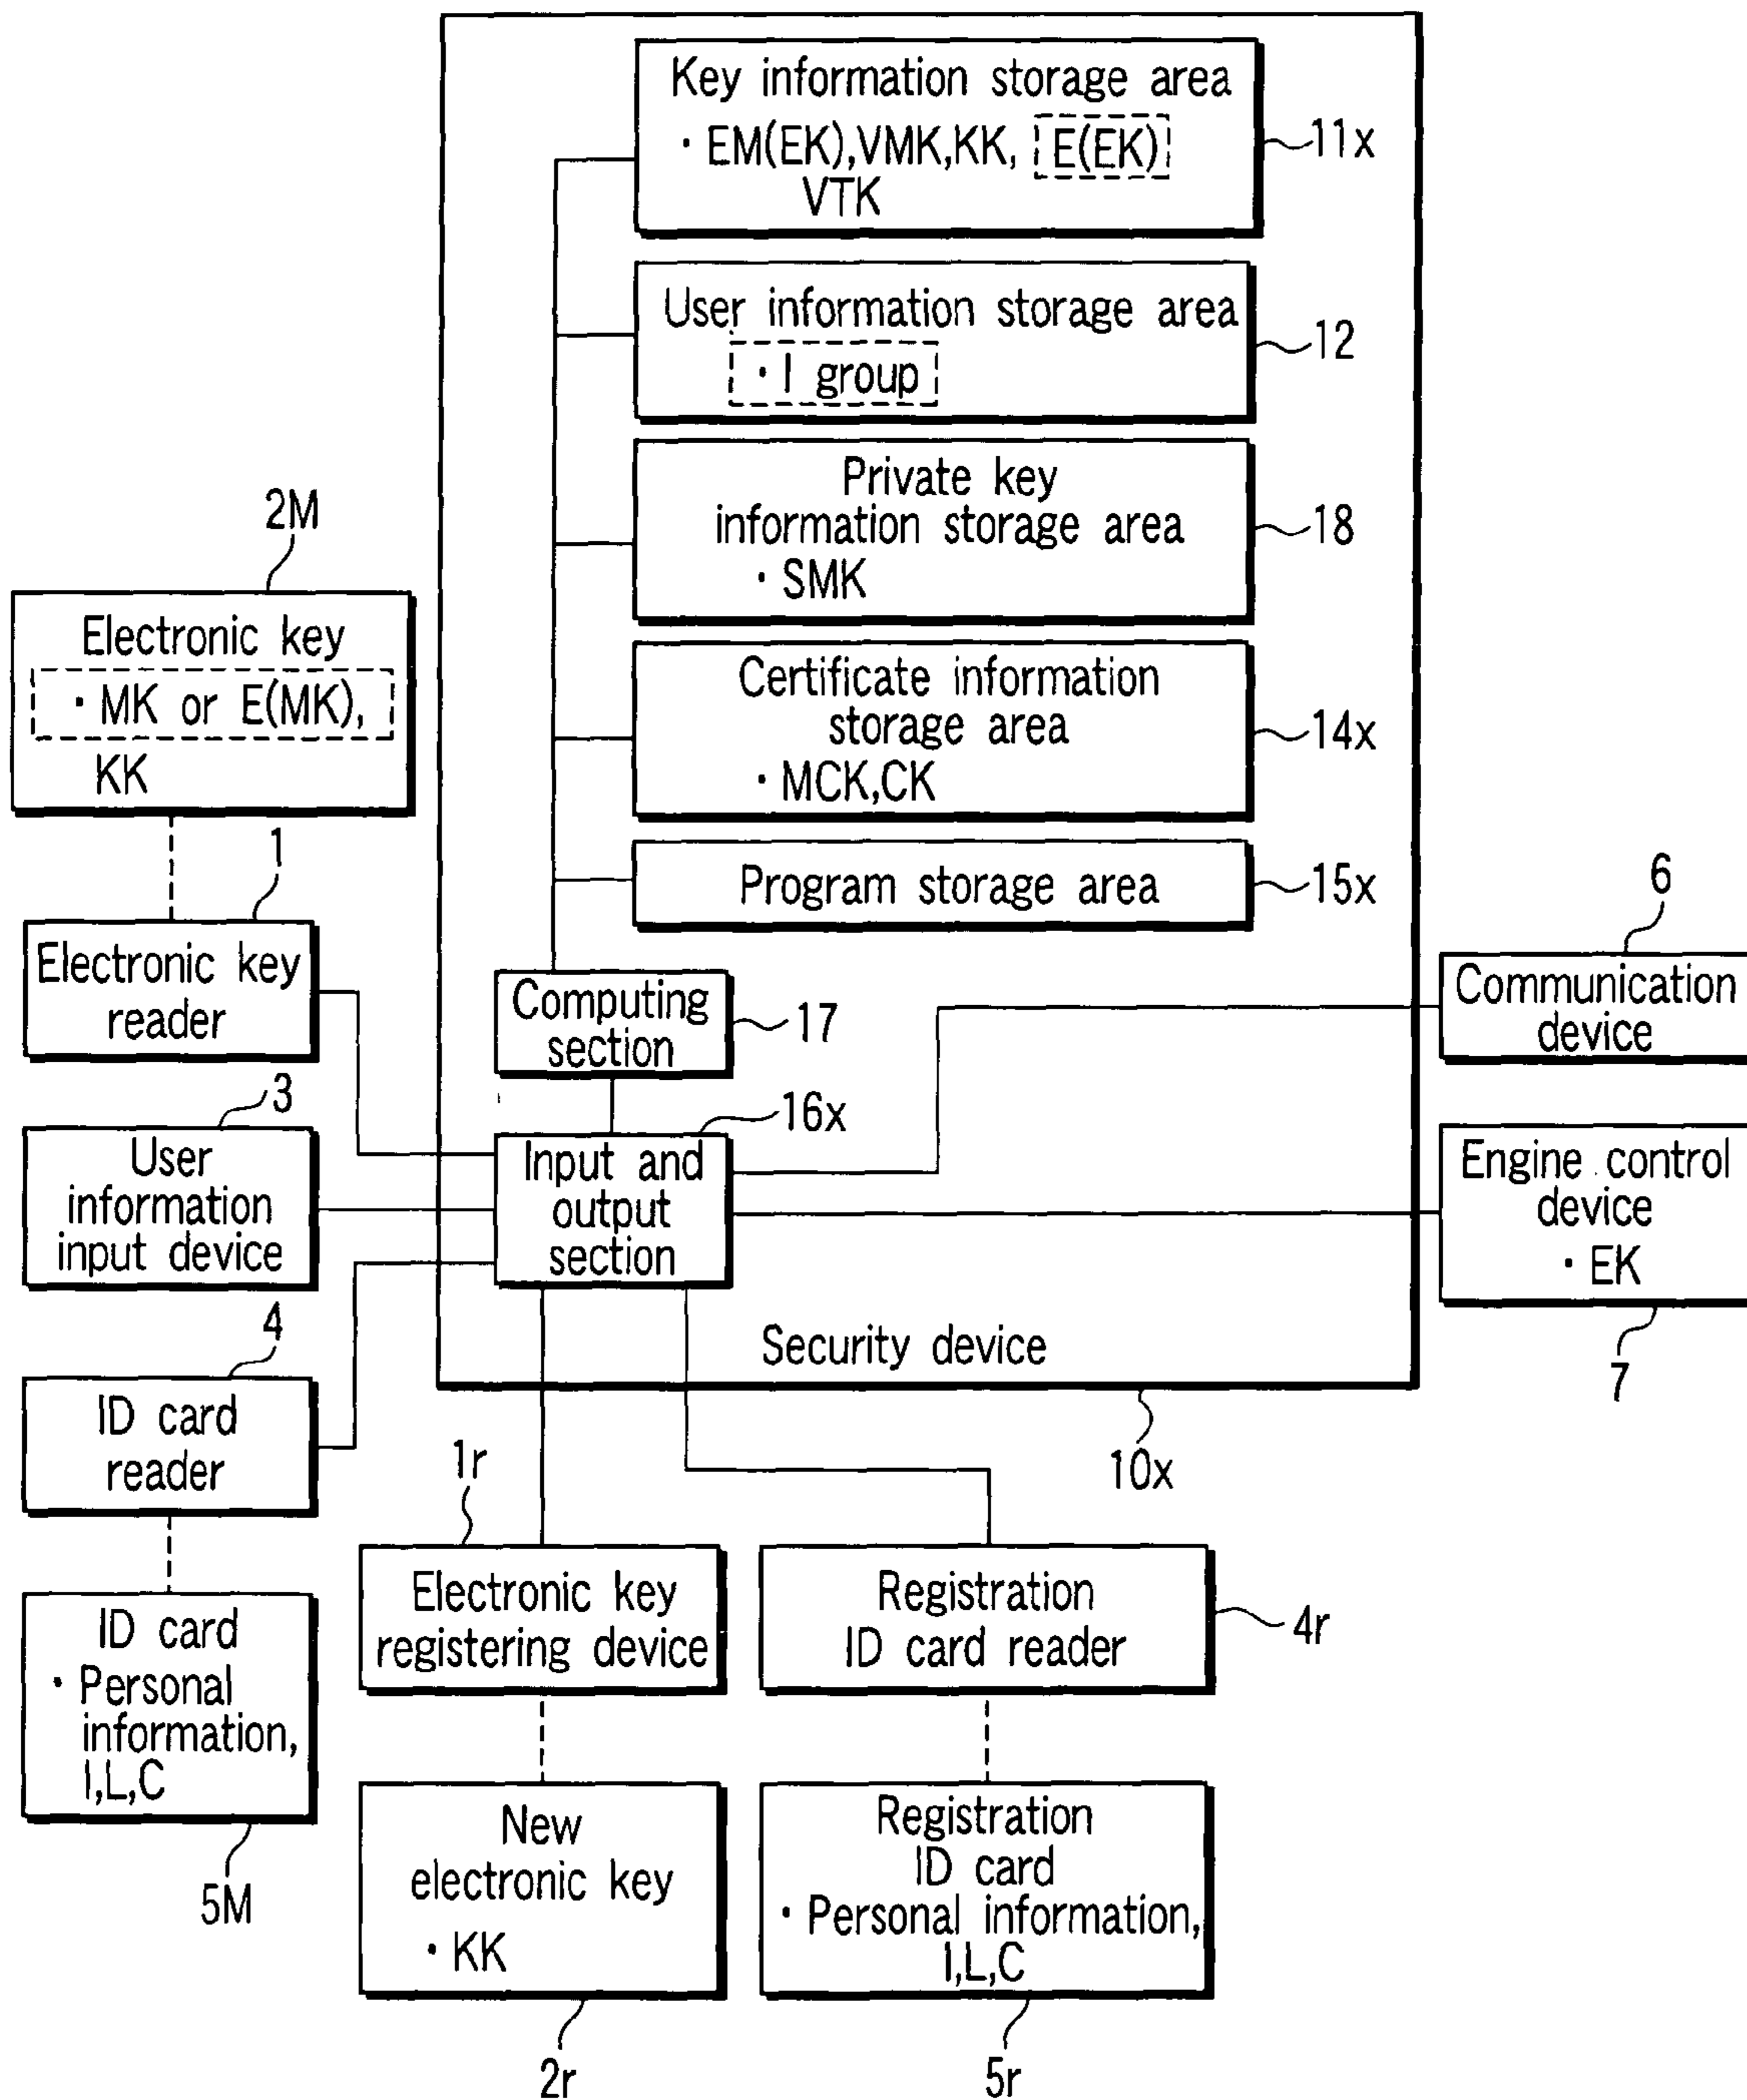 Key information storage area
· EM(EK),VMK,KK, E(EK)
VTK
11x
User information storage area
· I group
12
Private key
information storage area
· SMK
18
Certificate information
storage area
· MCK,CK
14x
Program storage area
15x
Computing
section
17
Input and
output
section
16x
Security device
10x
2M
Electronic key
· MK or E(MK),
KK
1
Electronic key
reader
3
User
information
input device
4
ID card
reader
ID card
· Personal
information,
I,L,C
5M
1r
Electronic key
registering device
New
electronic key
· KK
2r
Registration
ID card reader
4r
Registration
ID card
· Personal information,
I,L,C
5r
6
Communication
device
Engine control
device
· EK
7